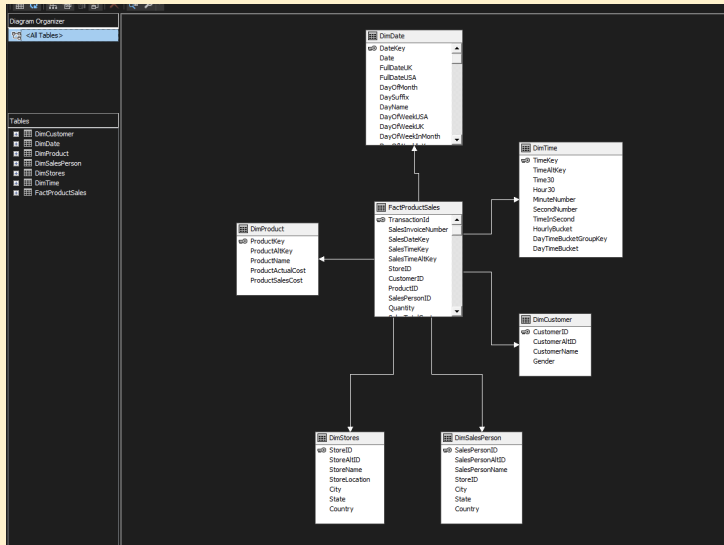 Diagram Organizer
<All Tables>
Tables
DimCustomer
DimDate
DimProduct
DimSalesPerson
DimStores
DimTime
FactProductSales
DimDate
DateKey
Date
FullDateUK
FullDateUSA
DayOfMonth
DaySuffix
DayName
DayOfWeekUSA
DayOfWeekUK
DayOfWeekInMonth
DimTime
TimeKey
TimeAltKey
Time30
Hour30
MinuteNumber
SecondNumber
TimeInSecond
HourlyBucket
DayTimeBucketGroupKey
DayTimeBucket
FactProductSales
TransactionId
SalesInvoiceNumber
SalesDateKey
SalesTimeKey
SalesTimeAltKey
StoreID
CustomerID
ProductID
SalesPersonID
Quantity
DimProduct
ProductKey
ProductAltKey
ProductName
ProductActualCost
ProductSalesCost
DimCustomer
CustomerID
CustomerAltID
CustomerName
Gender
DimStores
StoreID
StoreAltID
StoreName
StoreLocation
City
State
Country
DimSalesPerson
SalesPersonID
SalesPersonAltID
SalesPersonName
StoreID
City
State
Country